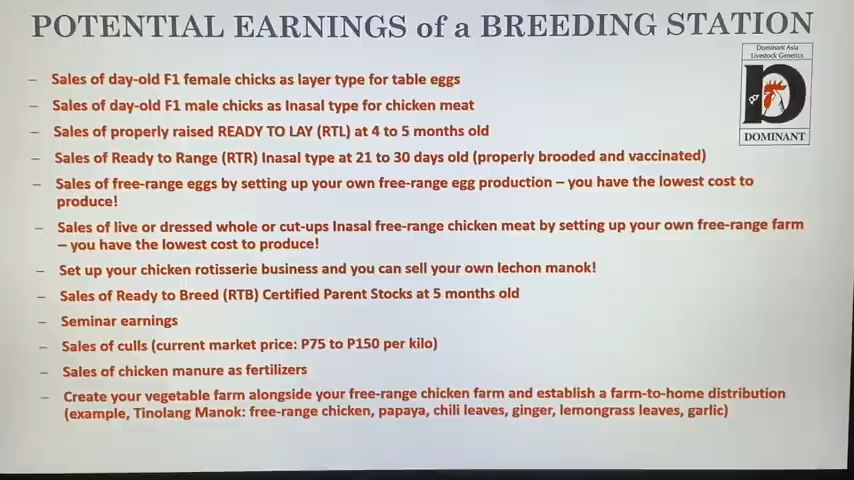 POTENTIAL EARNINGS of a BREEDING STATION
Dominant Asia
Livestock Genetics
DOMINANT
– Sales of day-old F1 female chicks as layer type for table eggs
– Sales of day-old F1 male chicks as Inasal type for chicken meat
– Sales of properly raised READY TO LAY (RTL) at 4 to 5 months old
– Sales of Ready to Range (RTR) Inasal type at 21 to 30 days old (properly brooded and vaccinated)
– Sales of free-range eggs by setting up your own free-range egg production – you have the lowest cost to
produce!
– Sales of live or dressed whole or cut-ups Inasal free-range chicken meat by setting up your own free-range farm
– you have the lowest cost to produce!
– Set up your chicken rotisserie business and you can sell your own lechon manok!
– Sales of Ready to Breed (RTB) Certified Parent Stocks at 5 months old
– Seminar earnings
– Sales of culls (current market price: P75 to P150 per kilo)
– Sales of chicken manure as fertilizers
– Create your vegetable farm alongside your free-range chicken farm and establish a farm-to-home distribution
(example, Tinolang Manok: free-range chicken, papaya, chili leaves, ginger, lemongrass leaves, garlic)